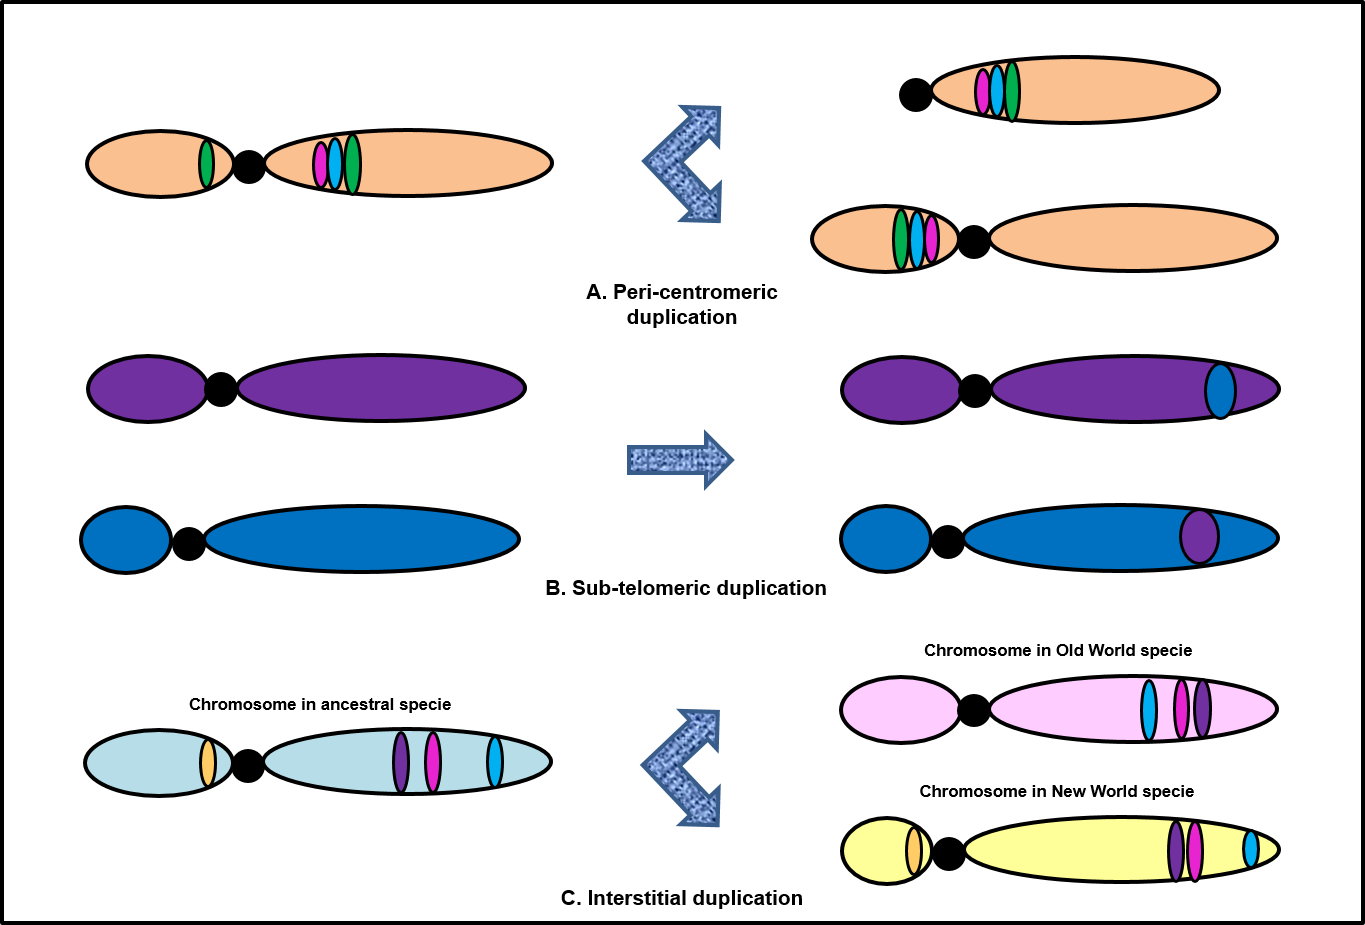 A. Peri-centromeric
duplication
B. Sub-telomeric duplication
Chromosome in Old World specie
Chromosome in ancestral specie
Chromosome in New World specie
C. Interstitial duplication